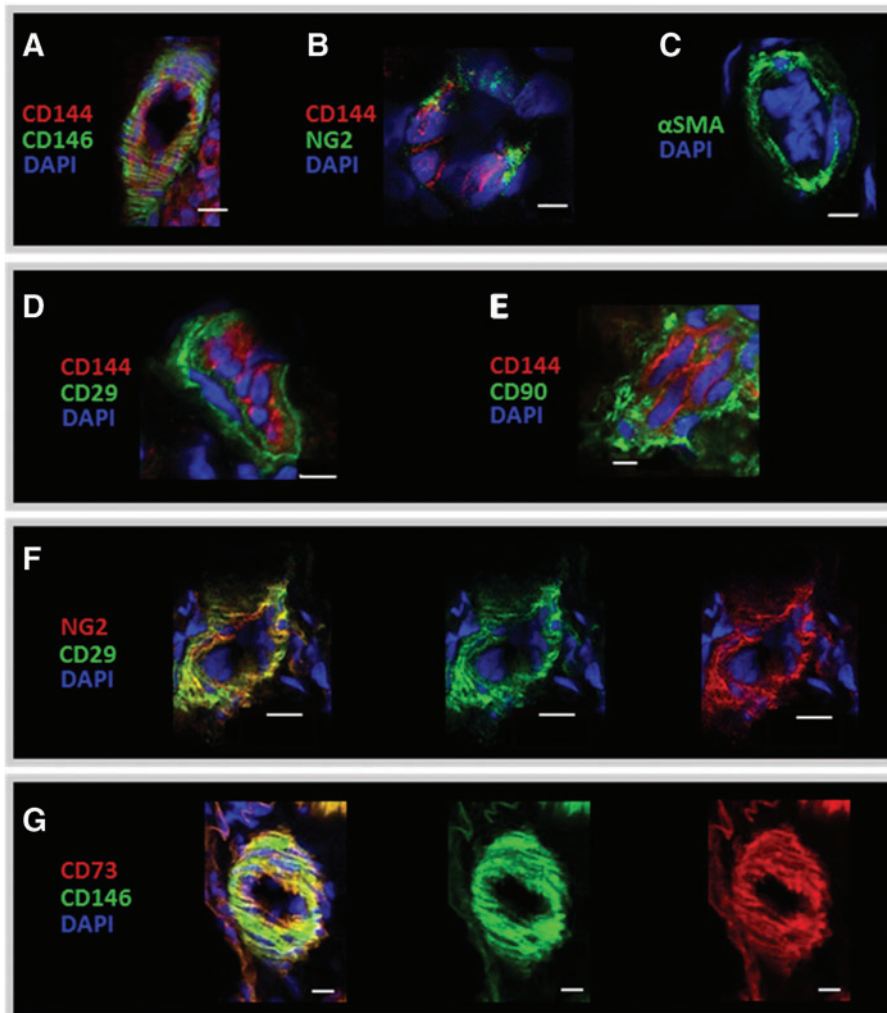 A
CD144
CD146
DAPI
B
CD144
NG2
DAPI
C
αSMA
DAPI
D
CD144
CD29
DAPI
E
CD144
CD90
DAPI
F
NG2
CD29
DAPI
G
CD73
CD146
DAPI